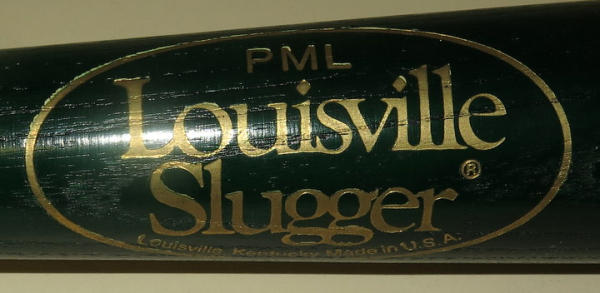 PML
Louisville
Slugger®
Louisville, Kentucky Made in U.S.A.